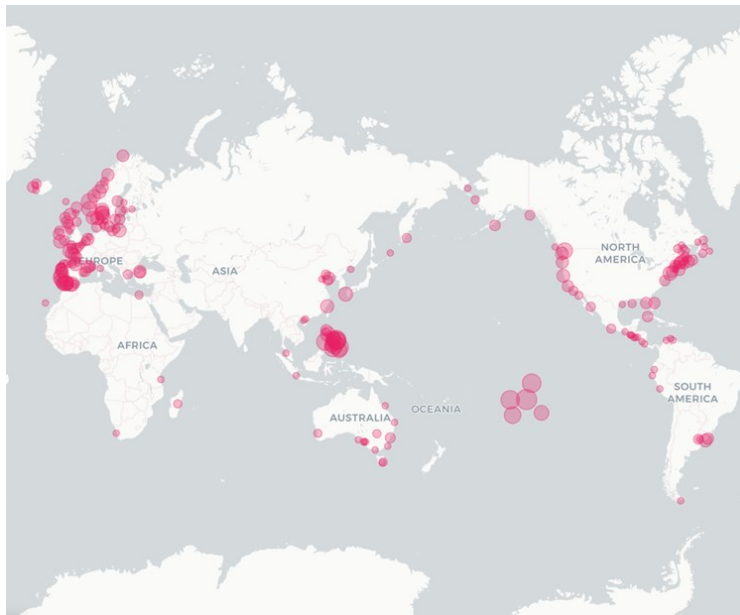 EUROPE
ASIA
NORTH
AMERICA
AFRICA
SOUTH
AMERICA
OCEANIA
AUSTRALIA